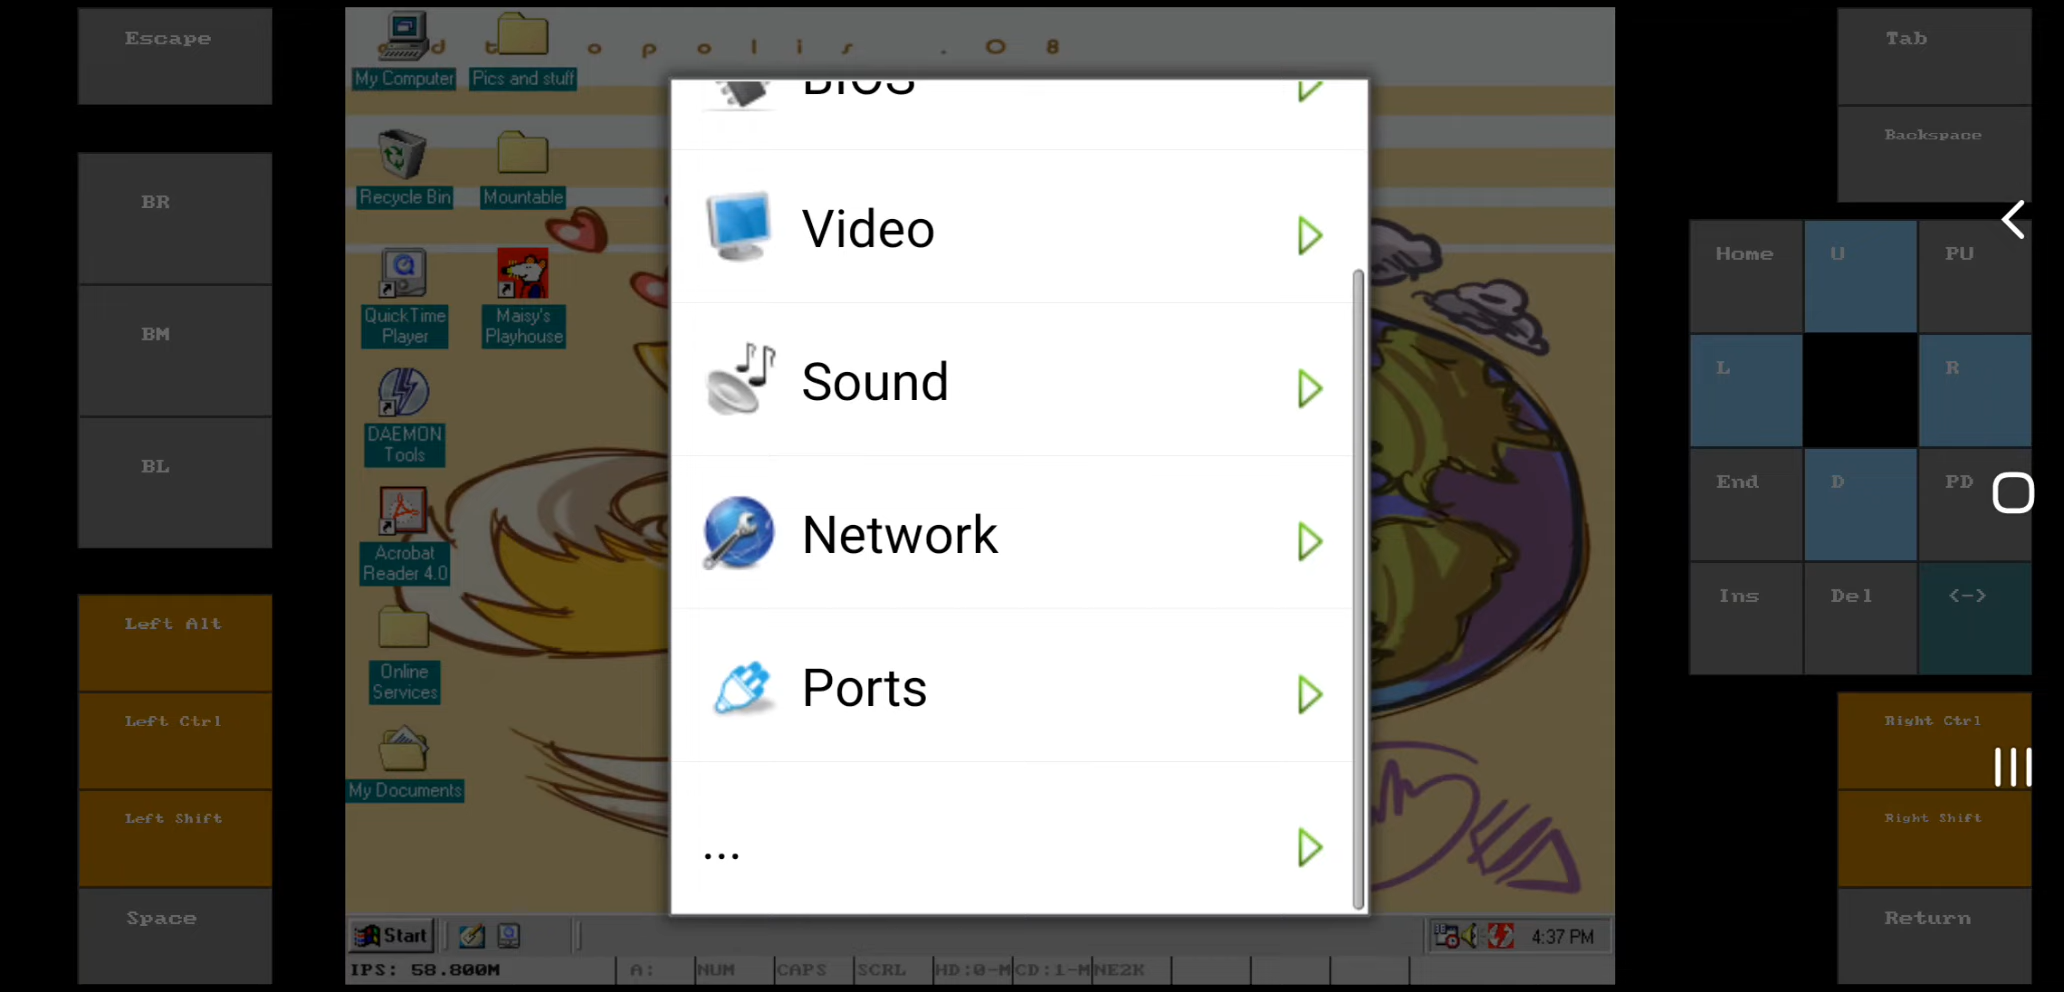 Escape
BR
BM
BL
Left Alt
Left Ctrl
Left Shift
Space
opolis .08
My Computer
Pics and stuff
Recycle Bin
Mountable
QuickTime
Player
Maisy's
Playhouse
DAEMON
Tools
Acrobat
Reader 4.0
Online
Services
My Documents
BIOS
Video
Sound
Network
Ports
...
Start
4:37 PM
IPS: 58.800M
A:
NUM
CAPS
SCRL
HD:0-M
CD:1-M
NE2K
Tab
Backspace
Home
U
PU
L
R
End
D
PD
Ins
Del
<->
Right Ctrl
Right Shift
Return